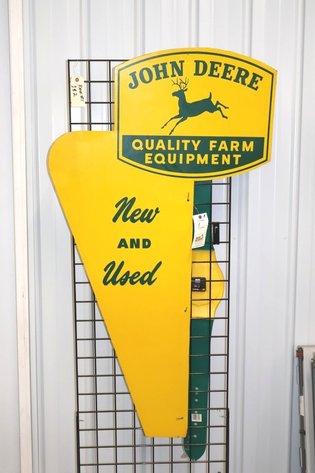 JOHN DEERE
QUALITY FARM
EQUIPMENT
New
AND
Used